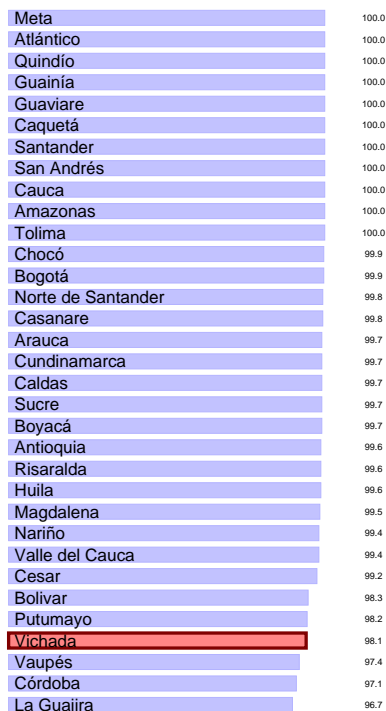 Meta 100.0
Atlántico 100.0
Quindío 100.0
Guainía 100.0
Guaviare 100.0
Caquetá 100.0
Santander 100.0
San Andrés 100.0
Cauca 100.0
Amazonas 100.0
Tolima 100.0
Chocó 99.9
Bogotá 99.9
Norte de Santander 99.8
Casanare 99.8
Arauca 99.7
Cundinamarca 99.7
Caldas 99.7
Sucre 99.7
Boyacá 99.7
Antioquia 99.6
Risaralda 99.6
Huila 99.6
Magdalena 99.5
Nariño 99.4
Valle del Cauca 99.4
Cesar 99.2
Bolivar 98.3
Putumayo 98.2
Vichada 98.1
Vaupés 97.4
Córdoba 97.1
La Guajira 96.7